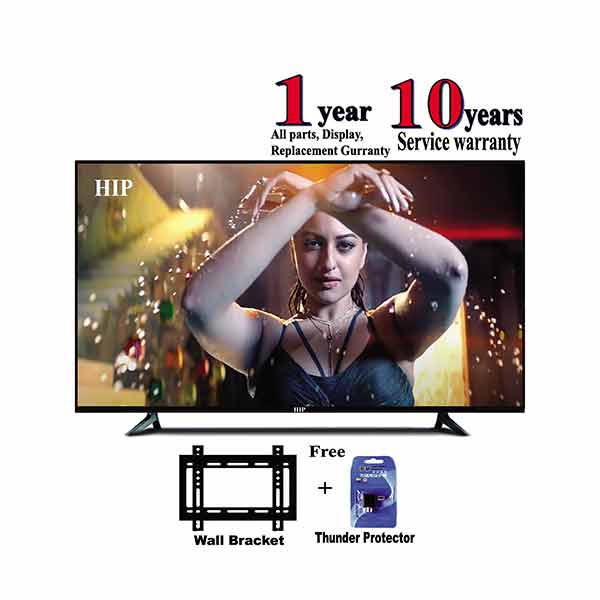 1 year
All parts, Display,
Replacement Gurranty
10 years
Service warranty
HIP
HIP
Free
+
Wall Bracket
Thunder Protector